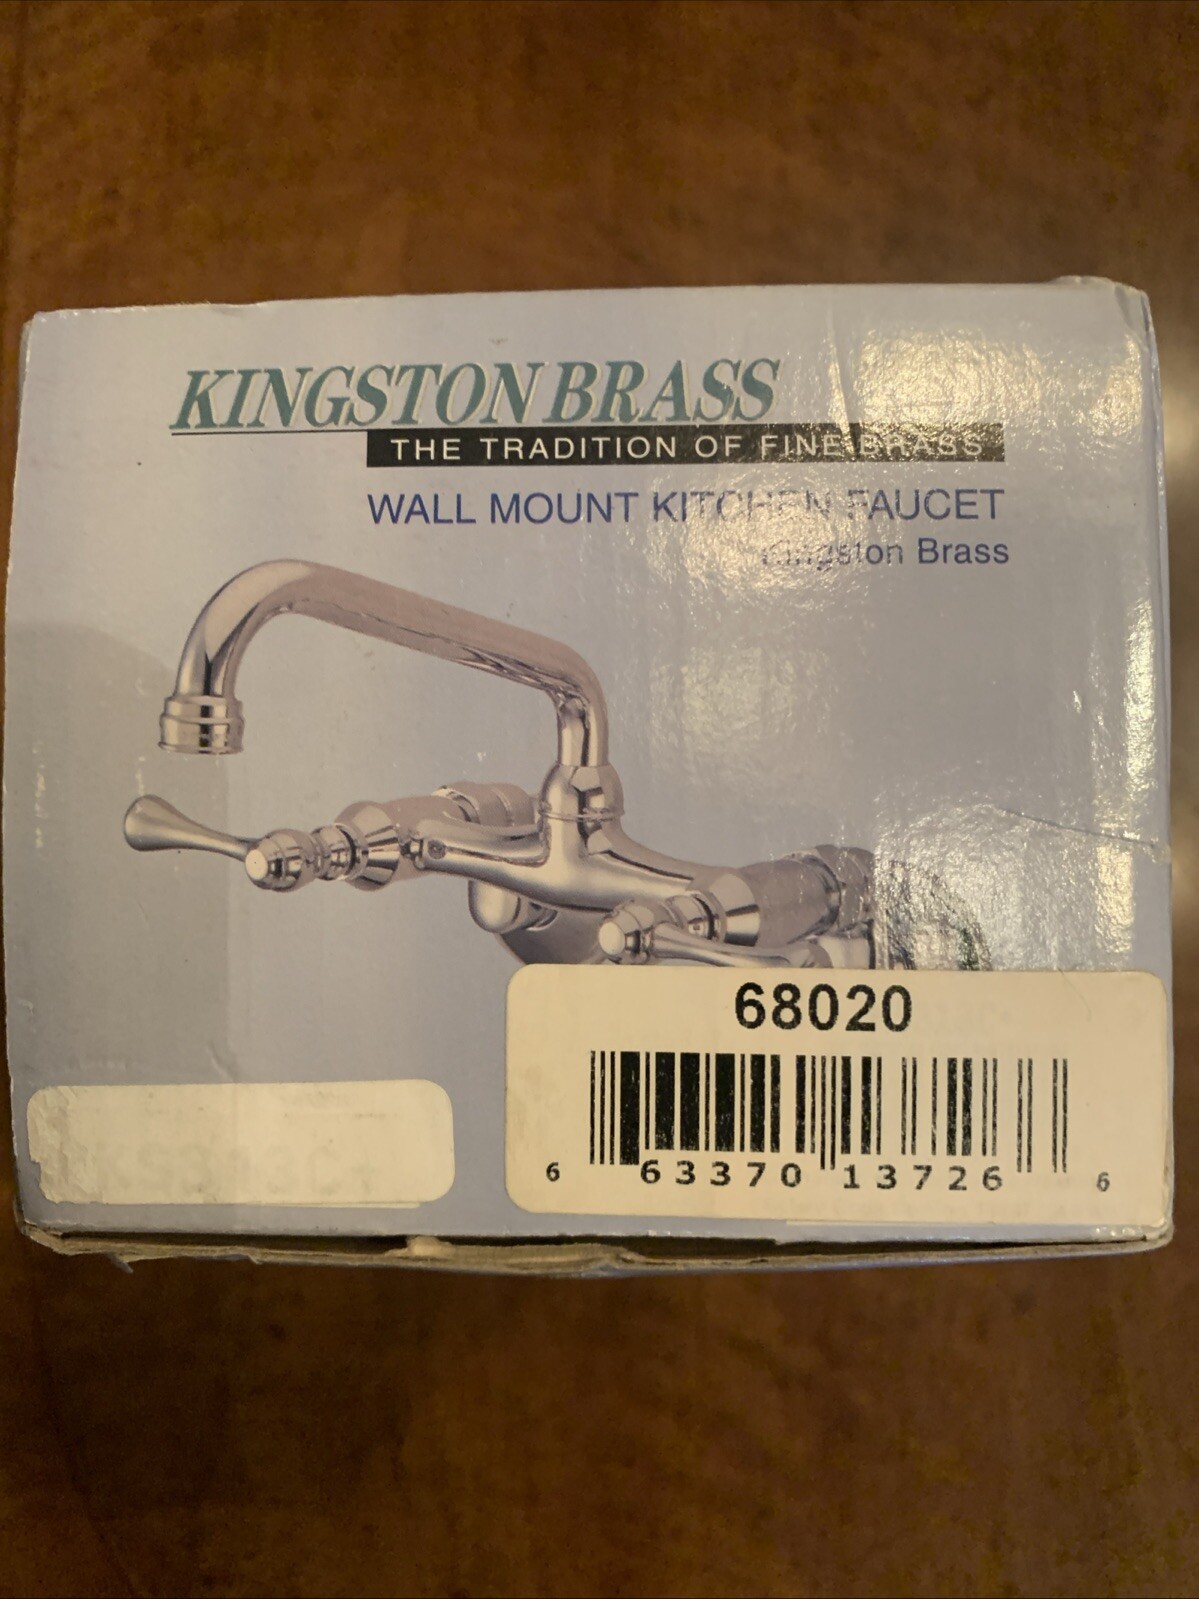 KINGSTON BRASS
THE TRADITION OF FINE BRASS
WALL MOUNT KITCHEN FAUCET
Kingston Brass
68020
6 63370 13726 6